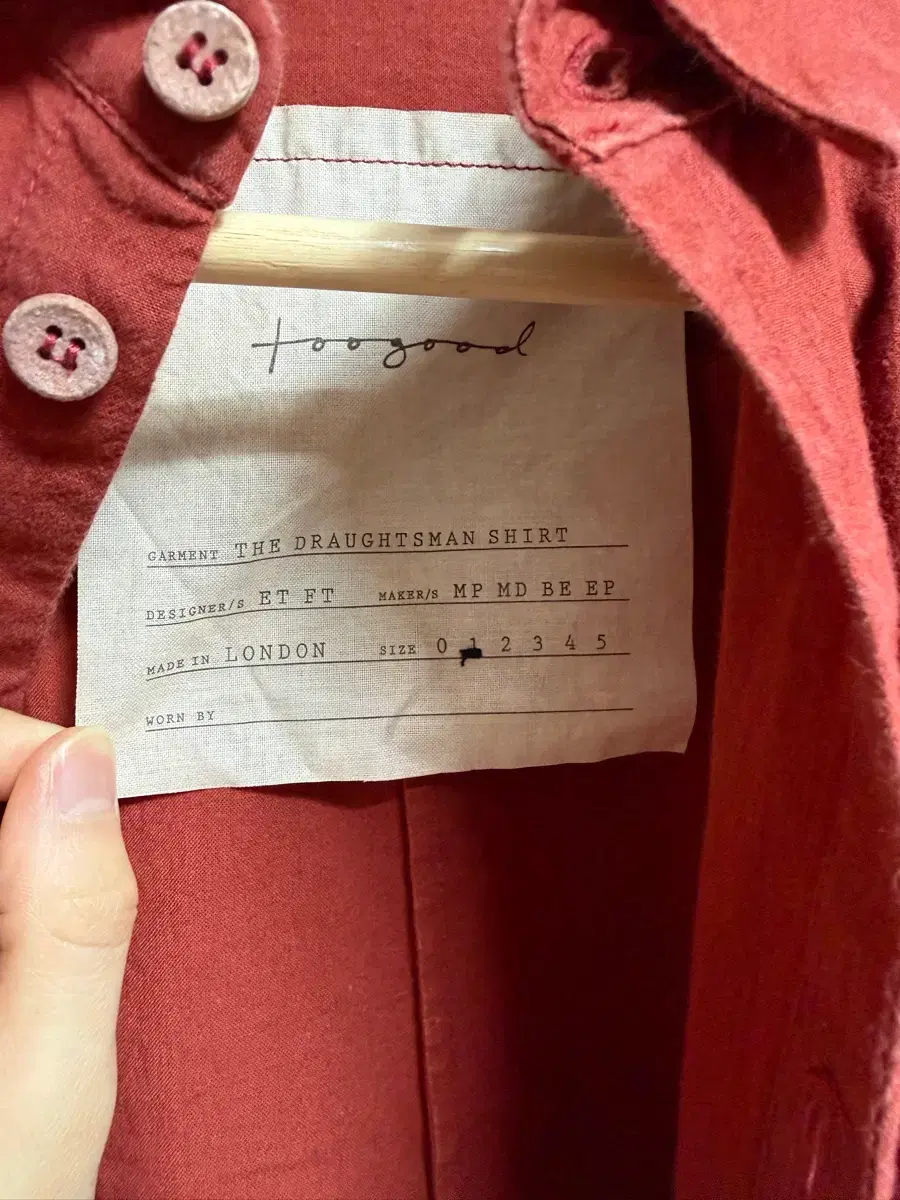 toogood
GARMENT THE DRAUGHTSMAN SHIRT
DESIGNER/S ET FT MAKER/S MP MD BE EP
MADE IN LONDON SIZE 0 1 2 3 4 5
WORN BY